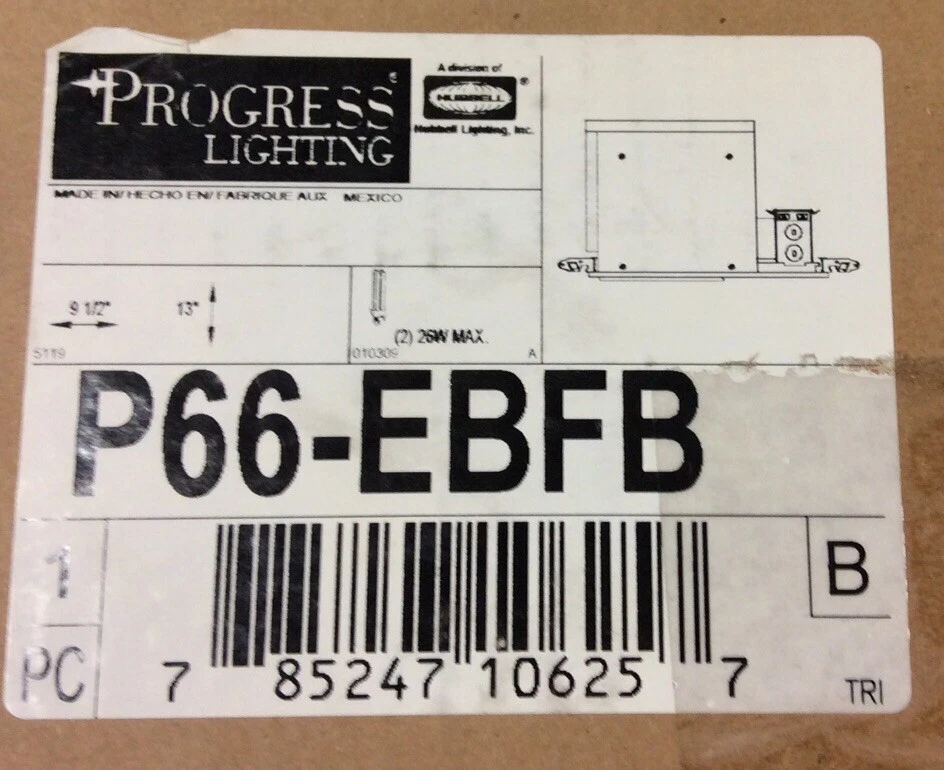 PROGRESS
LIGHTING
A division of
HUBBELL ®
Hubbell Lighting, Inc.
MADE IN/ HECHO EN/ FABRIQUE AUX MEXICO
9 1/2" 13"
(2) 26W MAX.
5119 010309 A
P66-EBFB
1
PC
B
7 85247 10625 7
TRI